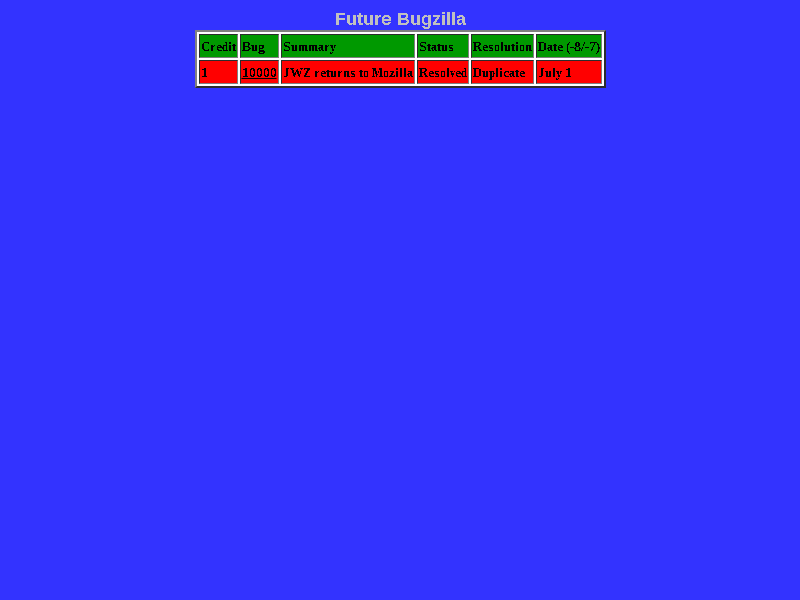 Future Bugzilla
Credit Bug Summary Status Resolution Date (-8/-7)
1 10000 JWZ returns to Mozilla Resolved Duplicate July 1